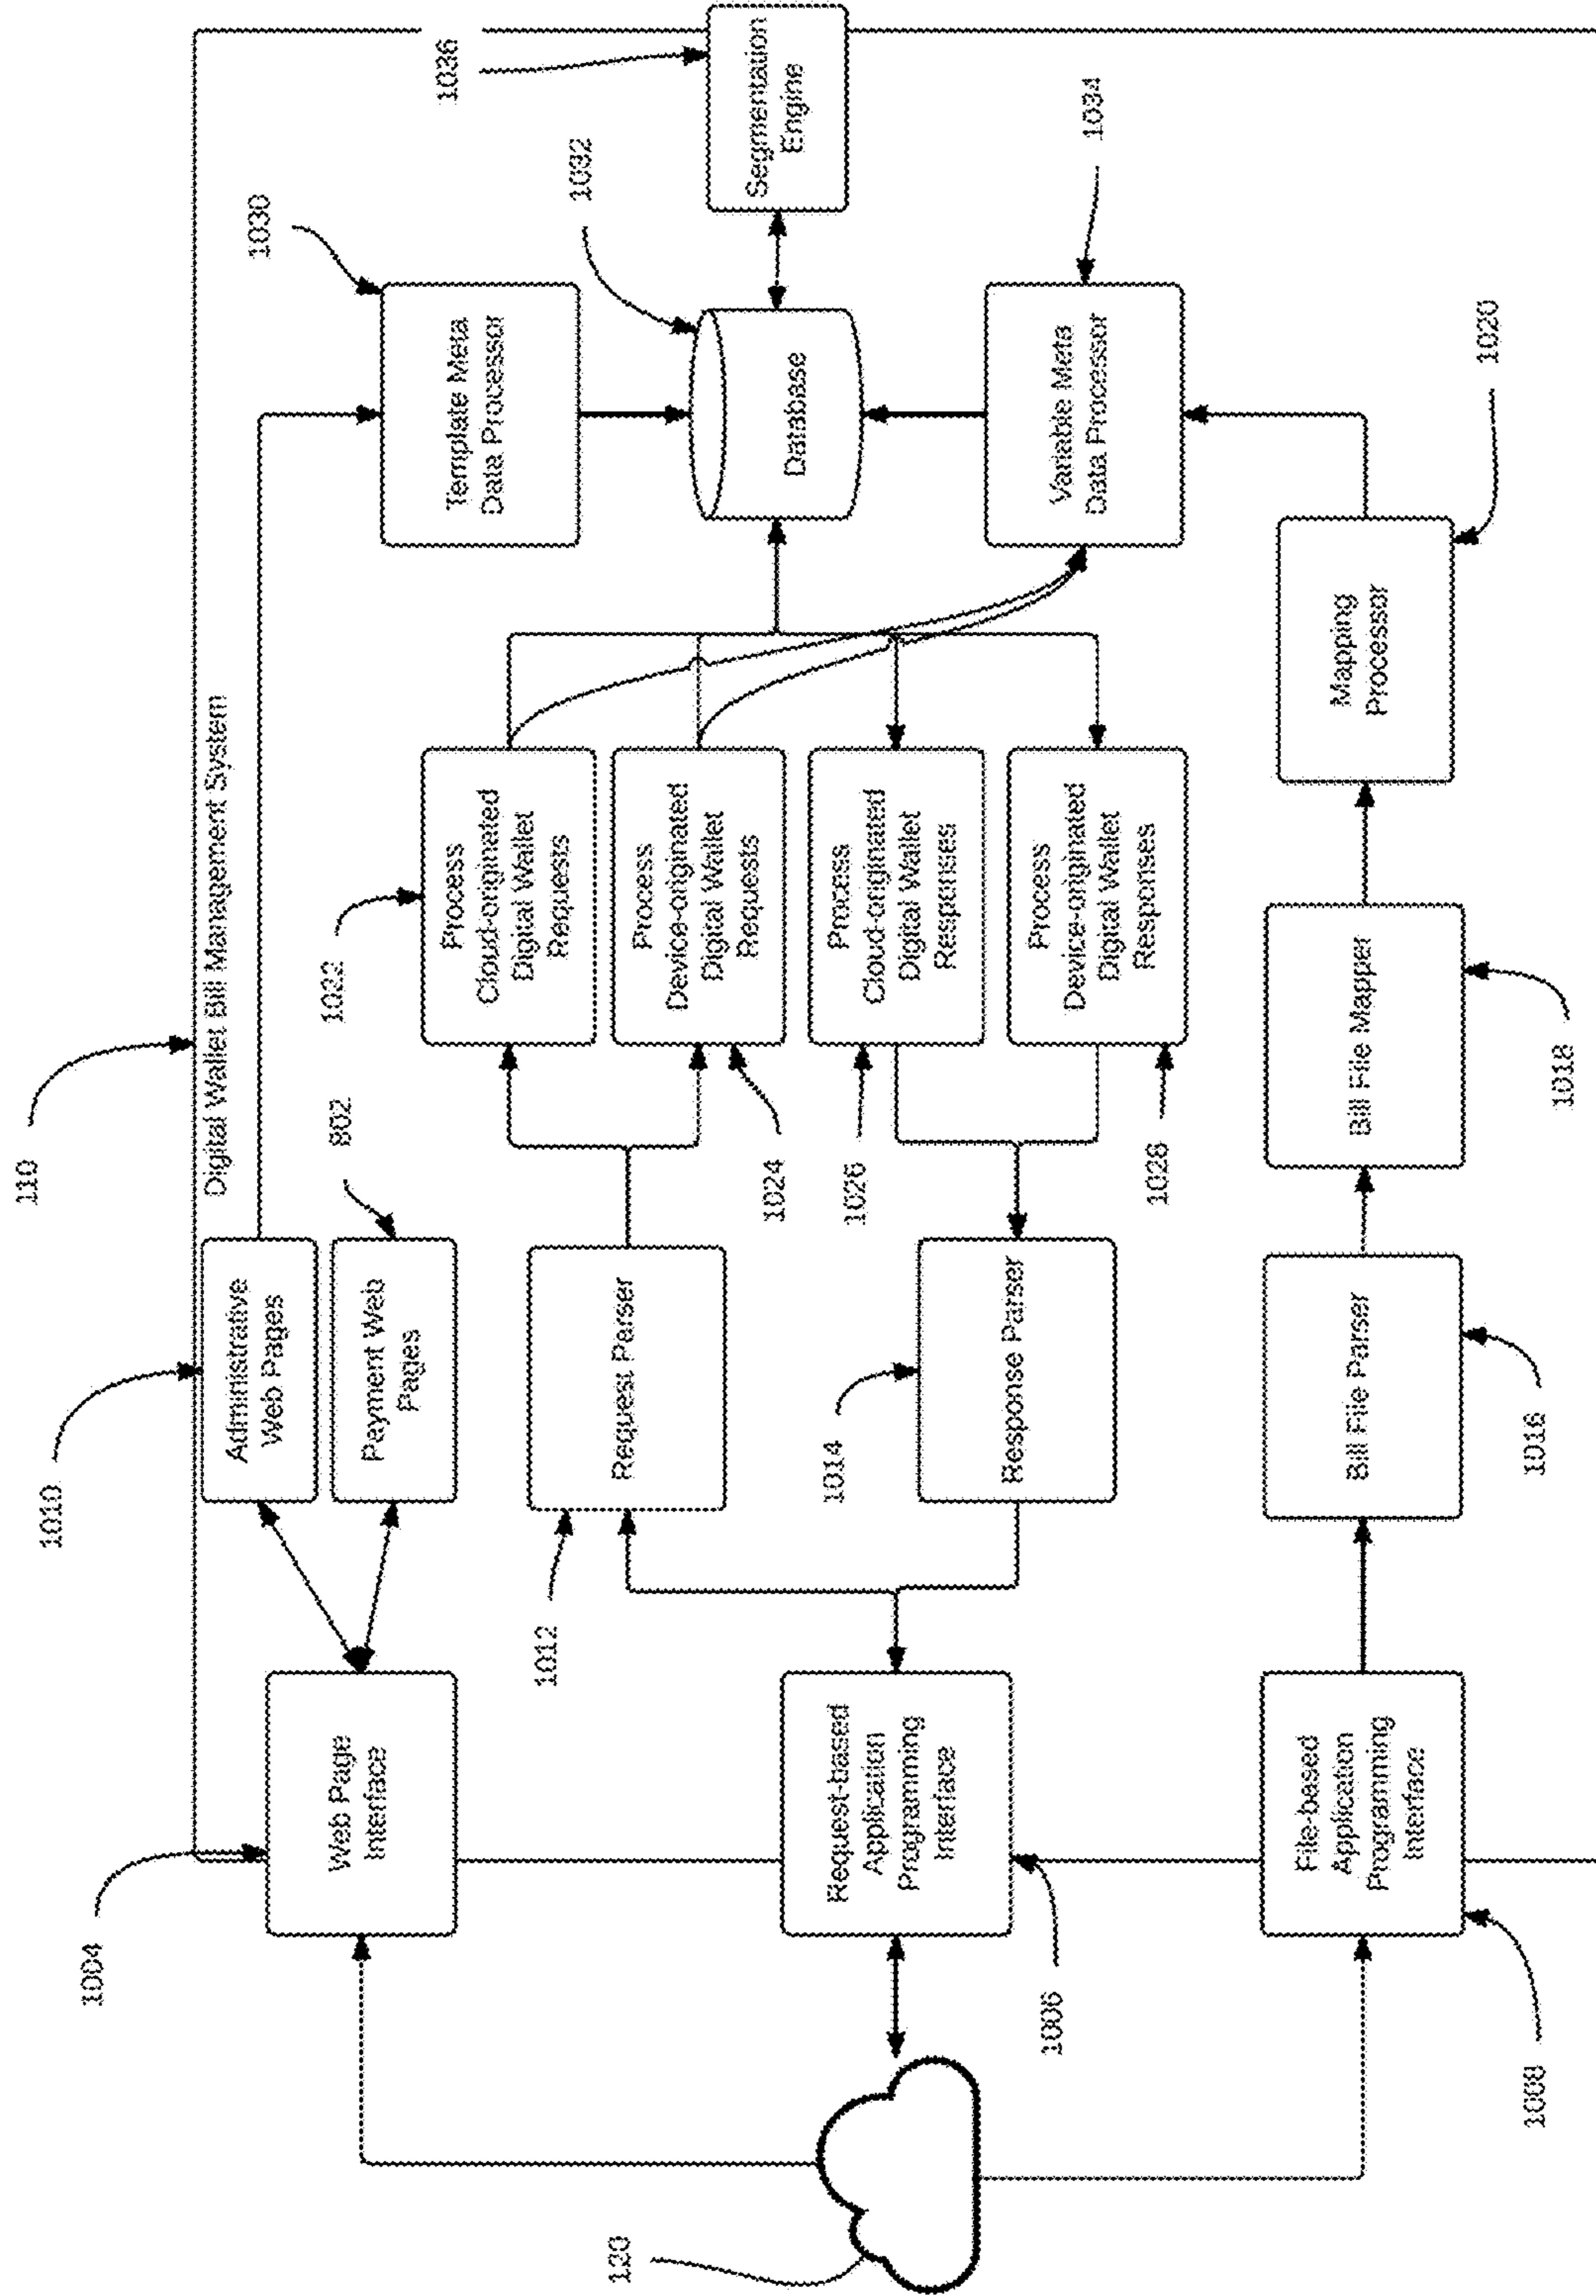 110
Digital Wallet Bill Management System
1004
Web Page
Interface
1010
Administrative
Web Pages
802
Payment Web
Pages
1030
Template Meta
Data Processor
1036
Segmentation
Engine
1032
Database
1034
Variable Meta
Data Processor
1022
Process
Cloud-originated
Digital Wallet
Requests
Process
Device-originated
Digital Wallet
Requests
1024
1026
Process
Cloud-originated
Digital Wallet
Responses
Process
Device-originated
Digital Wallet
Responses
1028
1012
Request Parser
1014
Response Parser
120
Request-based
Application
Programming
Interface
1006
File-based
Application
Programming
Interface
1008
Bill File Parser
1016
Bill File Mapper
1018
Mapping
Processor
1020